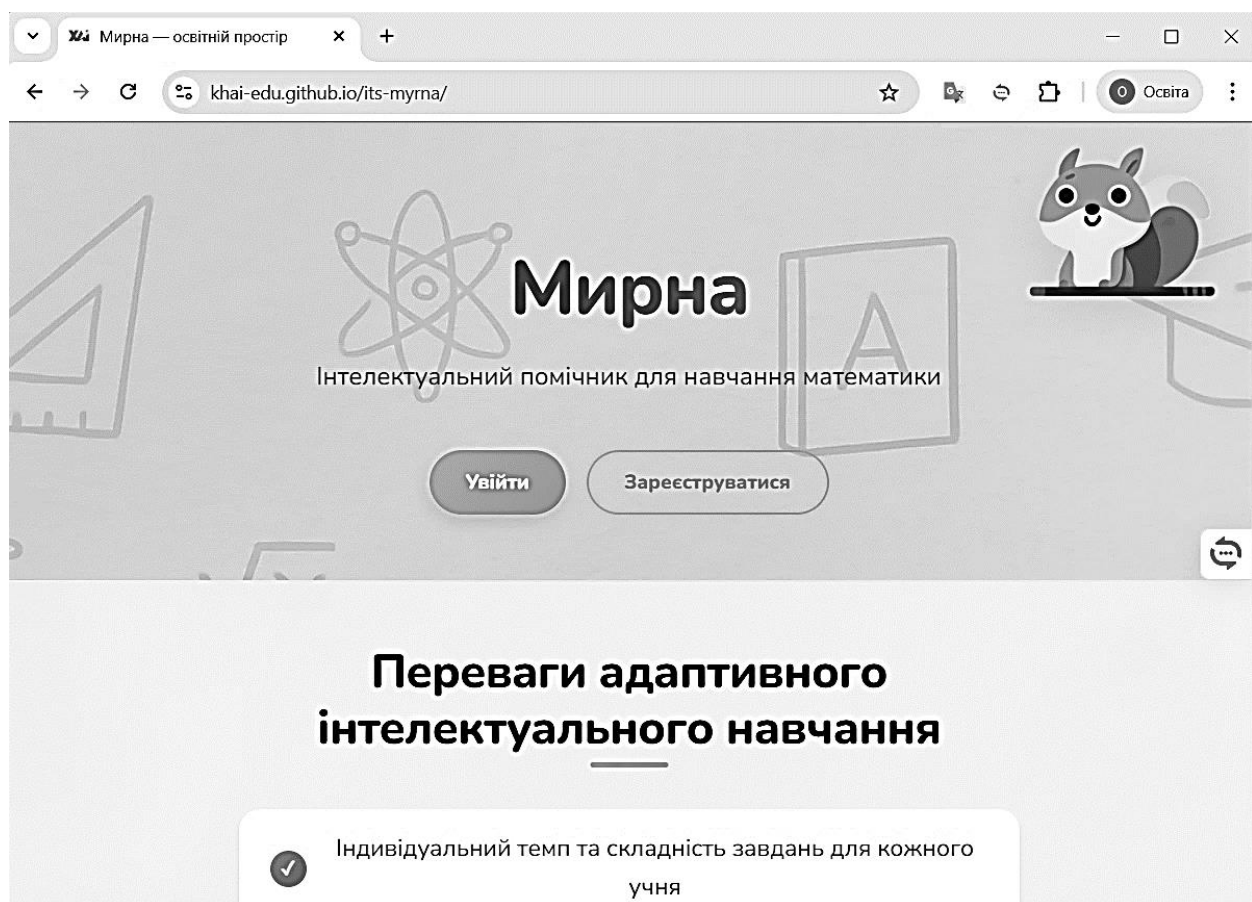 ХАІ Мирна — освітній простір
khai-edu.github.io/its-myrna/
О Освіта
Мирна
A
Інтелектуальний помічник для навчання математики
Увійти
Зареєструватися
Переваги адаптивного
інтелектуального навчання
Індивідуальний темп та складність завдань для кожного
учня